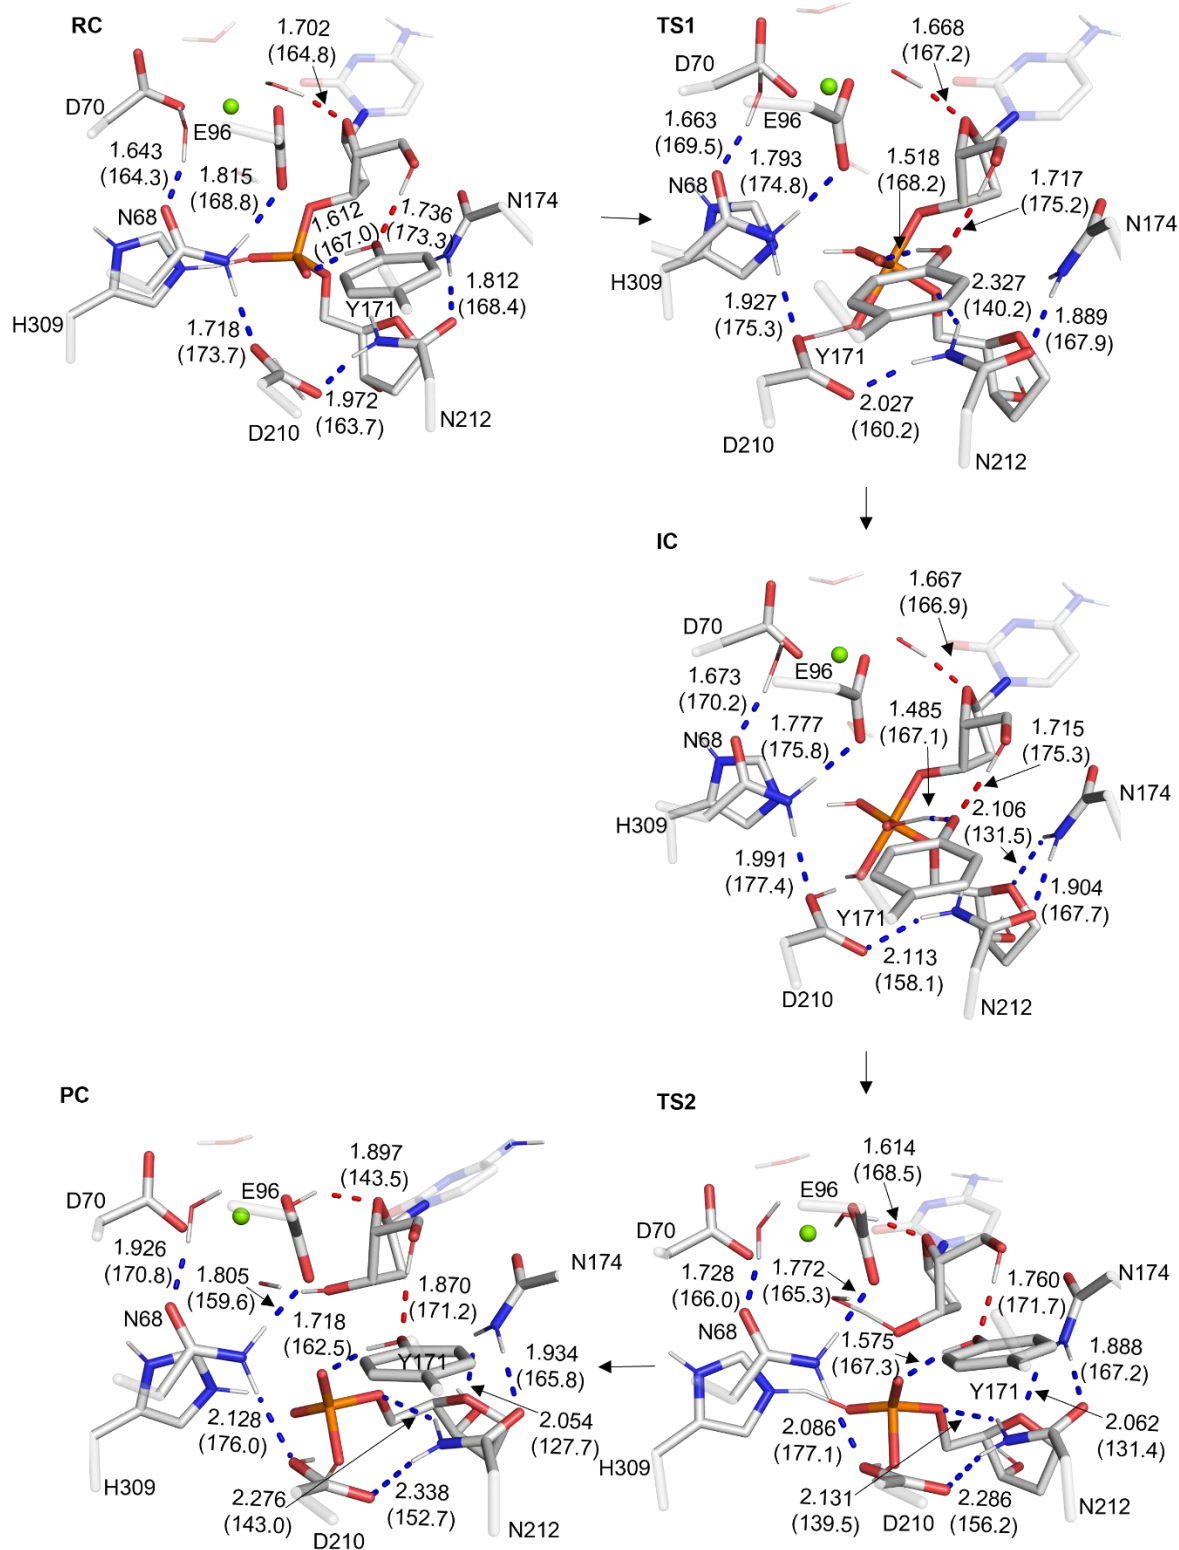 RC
1.702
(164.8)
D70
E96
1.643
(164.3)
1.815
(168.8)
N68
1.612
(167.0)
1.736
(173.3)
N174
1.812
(168.4)
H309
Y171
1.718
(173.7)
1.972
(163.7)
D210
N212
TS1
1.668
(167.2)
D70
E96
1.663
(169.5)
1.793
(174.8)
1.518
(168.2)
1.717
(175.2)
N68
N174
H309
1.927
(175.3)
2.327
(140.2)
1.889
(167.9)
Y171
2.027
(160.2)
D210
N212
IC
1.667
(166.9)
D70
E96
1.673
(170.2)
1.777
(175.8)
1.485
(167.1)
1.715
(175.3)
N68
N174
2.106
(131.5)
H309
1.991
(177.4)
1.904
(167.7)
Y171
2.113
(158.1)
D210
N212
PC
1.897
(143.5)
D70
E96
1.926
(170.8)
1.805
(159.6)
1.870
(171.2)
N174
N68
1.718
(162.5)
Y171
1.934
(165.8)
2.128
(176.0)
2.054
(127.7)
H309
2.276
(143.0)
2.338
(152.7)
D210
N212
TS2
1.614
(168.5)
E96
D70
1.728
(166.0)
1.772
(165.3)
1.760
(171.7)
N174
N68
1.575
(167.3)
1.888
(167.2)
Y171
2.086
(177.1)
2.062
(131.4)
H309
2.131
(139.5)
D210
2.286
(156.2)
N212